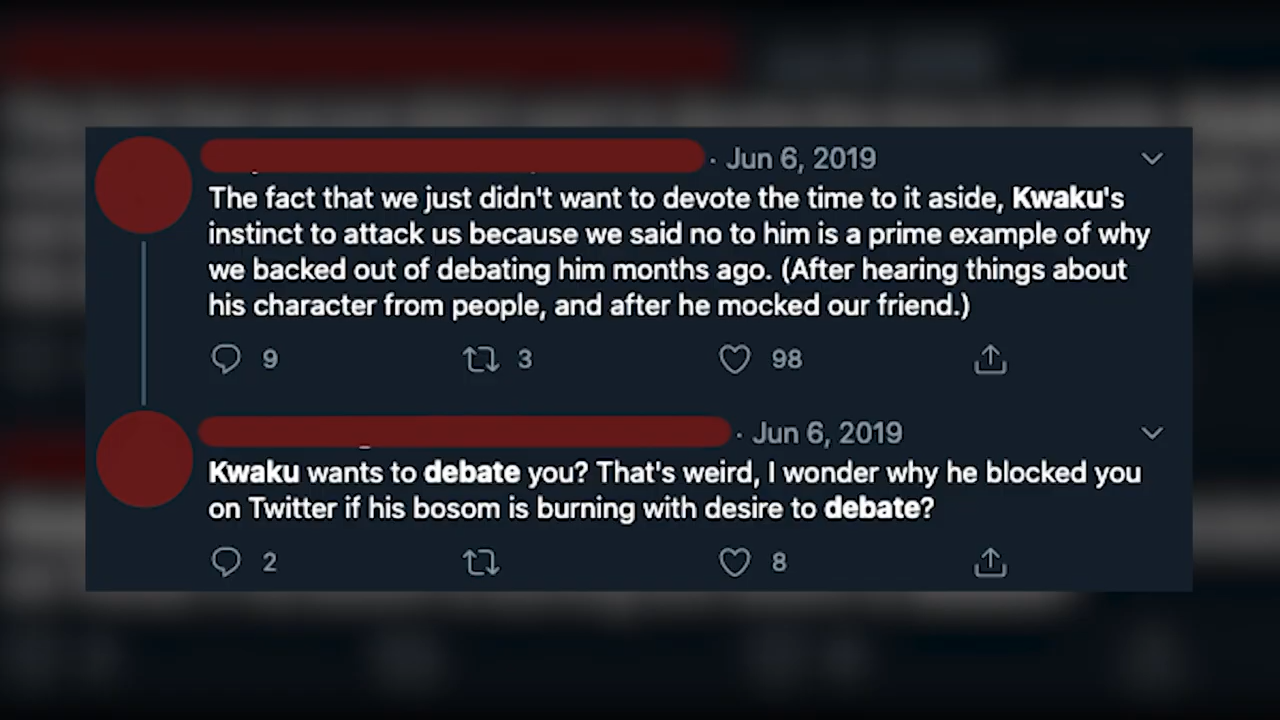 · Jun 6, 2019
The fact that we just didn't want to devote the time to it aside, Kwaku's
instinct to attack us because we said no to him is a prime example of why
we backed out of debating him months ago. (After hearing things about
his character from people, and after he mocked our friend.)
9 3 98
· Jun 6, 2019
Kwaku wants to debate you? That's weird, I wonder why he blocked you
on Twitter if his bosom is burning with desire to debate?
2 8